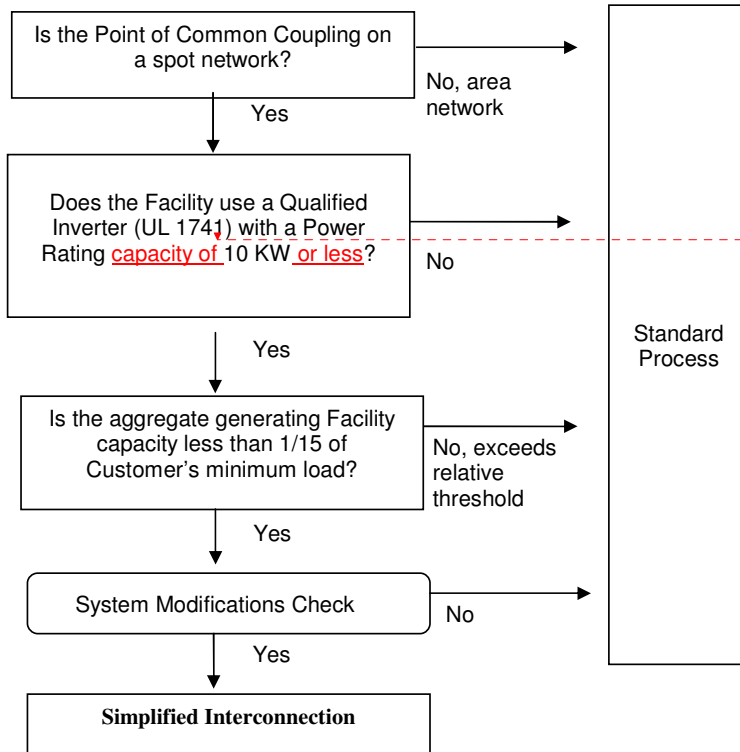 Is the Point of Common Coupling on
a spot network?
No, area
network
Yes
Does the Facility use a Qualified
Inverter (UL 1741) with a Power
Rating capacity of 10 KW or less?
No
Yes
Standard
Process
Is the aggregate generating Facility
capacity less than 1/15 of
Customer’s minimum load?
No, exceeds
relative
threshold
Yes
System Modifications Check
No
Yes
Simplified Interconnection